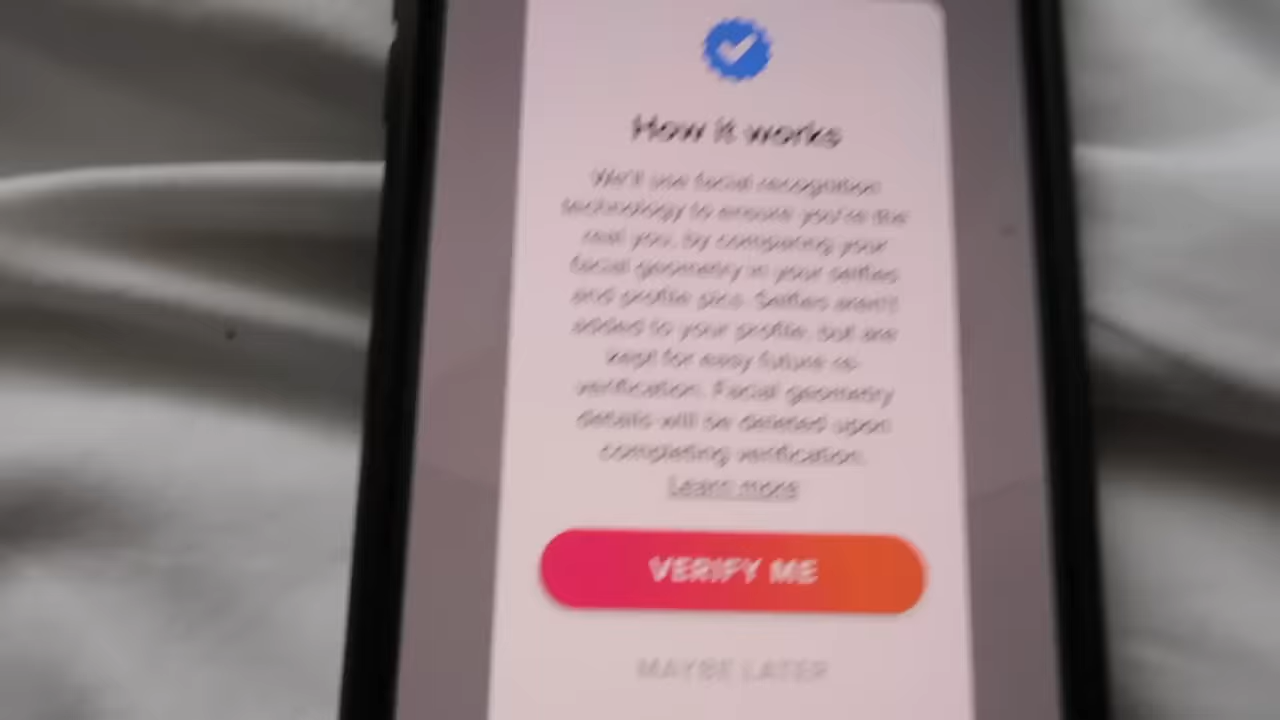 How it works
We'll use facial recognition
technology to ensure you're the
real you, by comparing your
facial geometry in your selfies
and profile pics. Selfies aren't
added to your profile, but are
kept for easy future re-
verification. Facial geometry
details will be deleted upon
completing verification.
Learn more
VERIFY ME
MAYBE LATER